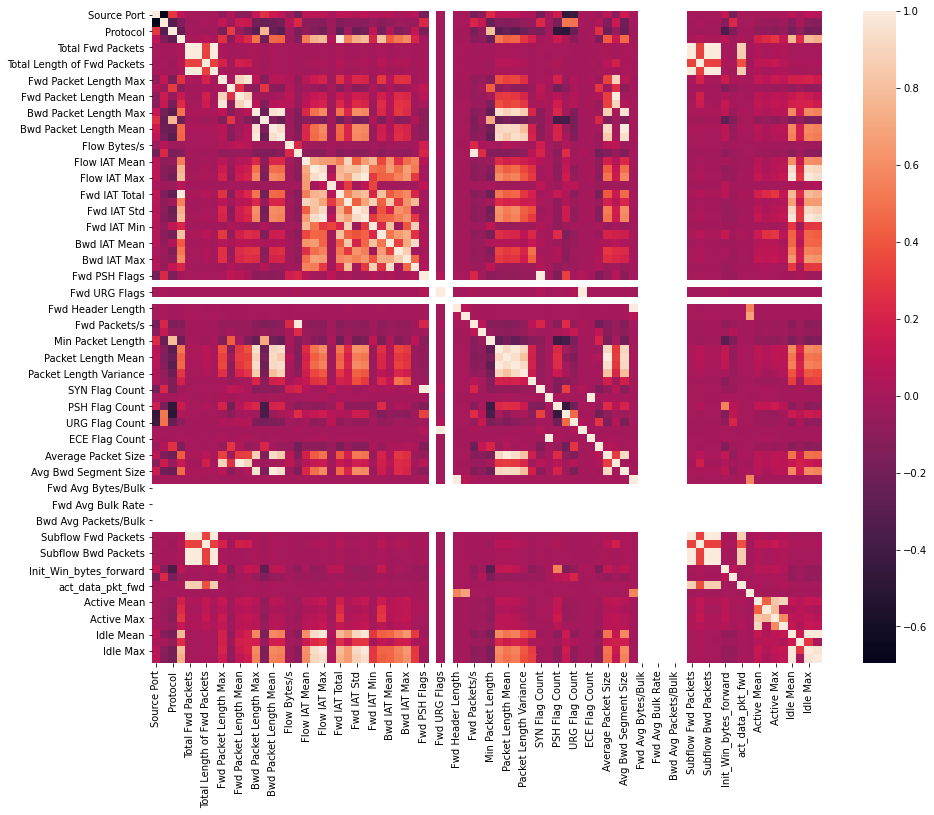 Source Port
Protocol
Total Fwd Packets
Total Length of Fwd Packets
Fwd Packet Length Max
Fwd Packet Length Mean
Bwd Packet Length Max
Bwd Packet Length Mean
Flow Bytes/s
Flow IAT Mean
Flow IAT Max
Fwd IAT Total
Fwd IAT Std
Fwd IAT Min
Bwd IAT Mean
Bwd IAT Max
Fwd PSH Flags
Fwd URG Flags
Fwd Header Length
Fwd Packets/s
Min Packet Length
Packet Length Mean
Packet Length Variance
SYN Flag Count
PSH Flag Count
URG Flag Count
ECE Flag Count
Average Packet Size
Avg Bwd Segment Size
Fwd Avg Bytes/Bulk
Fwd Avg Bulk Rate
Bwd Avg Packets/Bulk
Subflow Fwd Packets
Subflow Bwd Packets
Init_Win_bytes_forward
act_data_pkt_fwd
Active Mean
Active Max
Idle Mean
Idle Max
Source Port
Protocol
Total Fwd Packets
Total Length of Fwd Packets
Fwd Packet Length Max
Fwd Packet Length Mean
Bwd Packet Length Max
Bwd Packet Length Mean
Flow Bytes/s
Flow IAT Mean
Flow IAT Max
Fwd IAT Total
Fwd IAT Std
Fwd IAT Min
Bwd IAT Mean
Bwd IAT Max
Fwd PSH Flags
Fwd URG Flags
Fwd Header Length
Fwd Packets/s
Min Packet Length
Packet Length Mean
Packet Length Variance
SYN Flag Count
PSH Flag Count
URG Flag Count
ECE Flag Count
Average Packet Size
Avg Bwd Segment Size
Fwd Avg Bytes/Bulk
Fwd Avg Bulk Rate
Bwd Avg Packets/Bulk
Subflow Fwd Packets
Subflow Bwd Packets
Init_Win_bytes_forward
act_data_pkt_fwd
Active Mean
Active Max
Idle Mean
Idle Max
1.0
0.8
0.6
0.4
0.2
0.0
−0.2
−0.4
−0.6